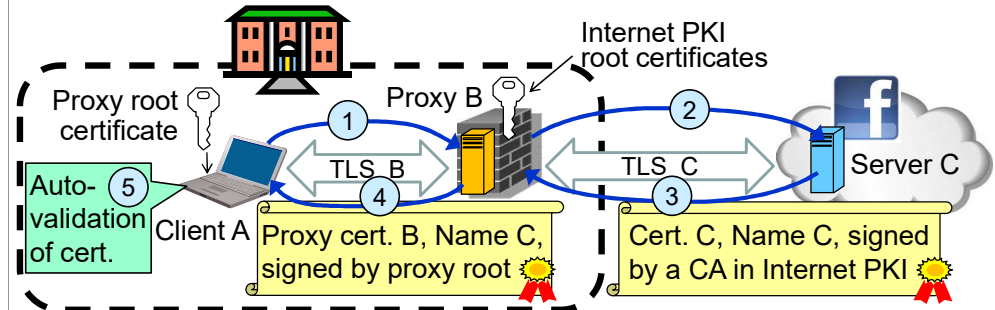 Internet PKI
root certificates
Proxy root
certificate
Proxy B
1
2
f
TLS_B
TLS_C
Server C
5
Auto-
validation
of cert.
Client A
4
3
Proxy cert. B, Name C,
signed by proxy root
Cert. C, Name C, signed
by a CA in Internet PKI